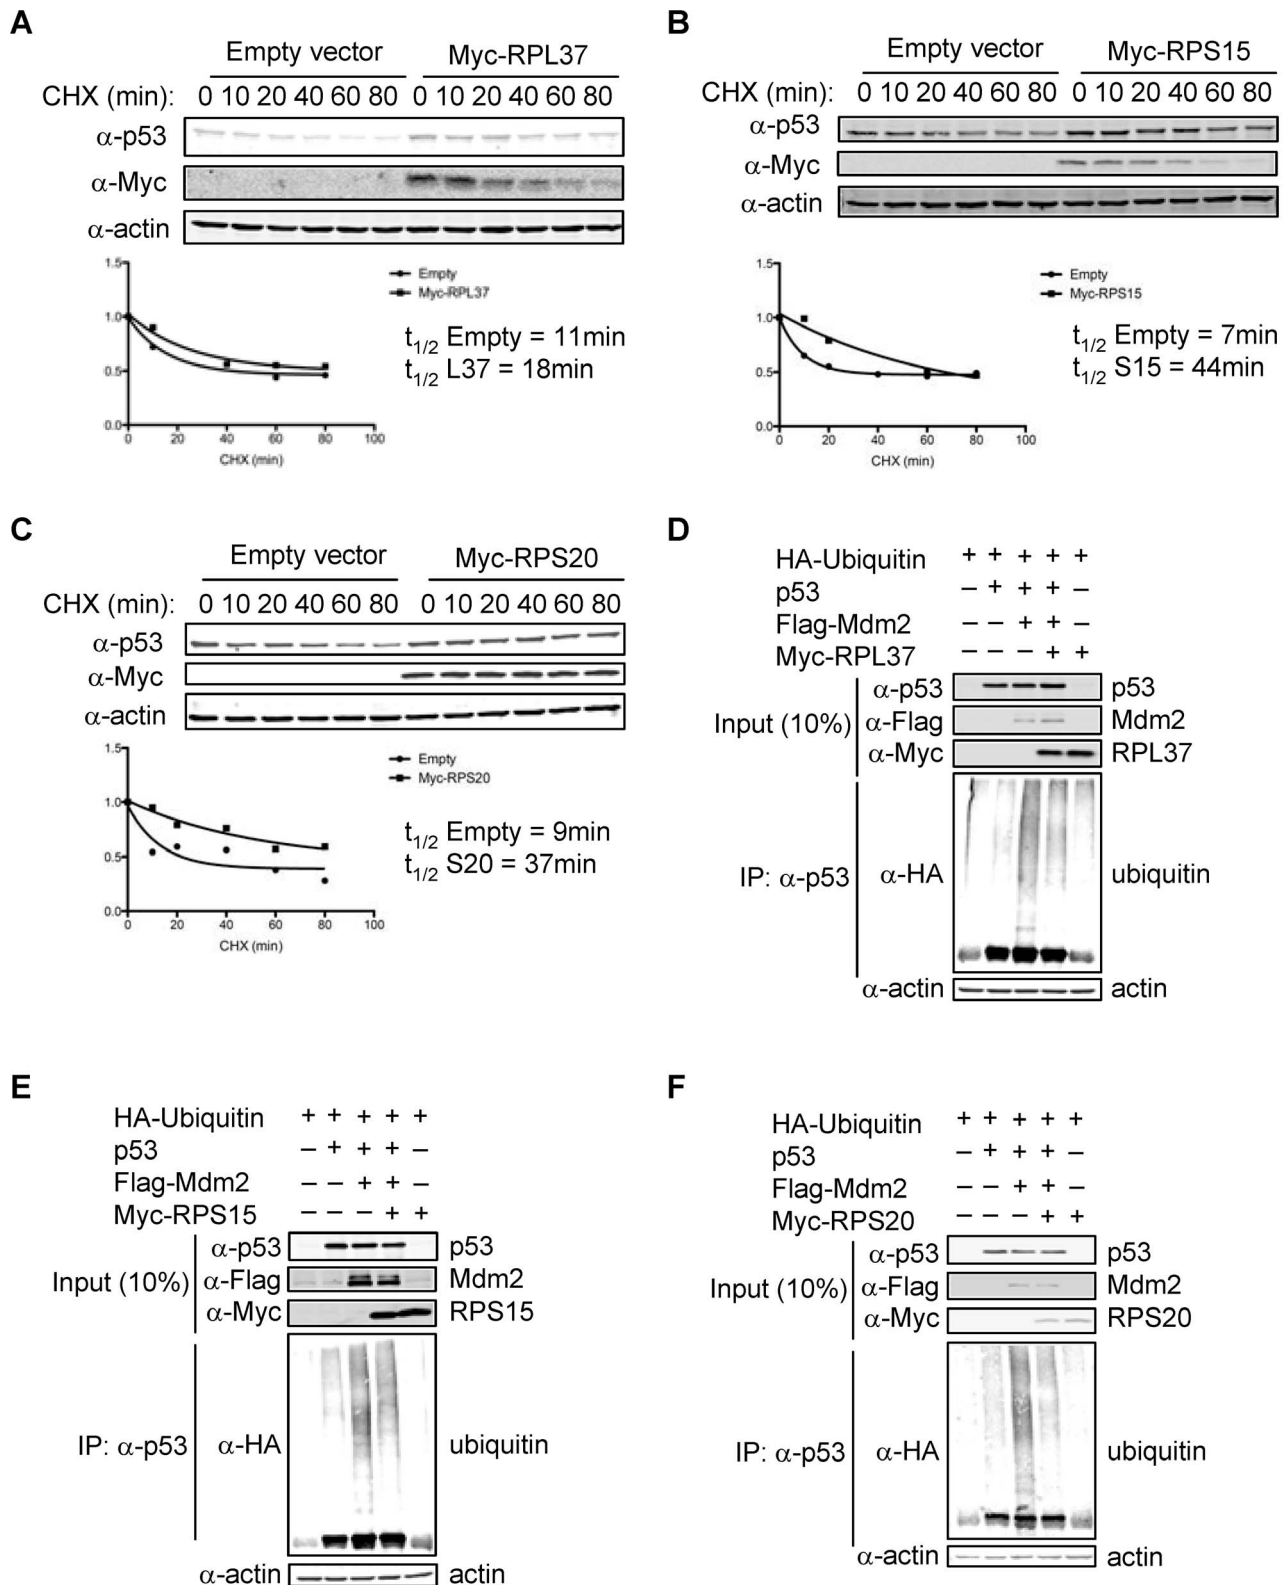 A
Empty vector Myc-RPL37
CHX (min): 0 10 20 40 60 80 0 10 20 40 60 80
α-p53
α-Myc
α-actin
1.5
1.0
0.5
0.0
0 20 40 60 80 100
CHX (min)
Empty
Myc-RPL37
t1/2 Empty = 11min
t1/2 L37 = 18min
B
Empty vector Myc-RPS15
CHX (min): 0 10 20 40 60 80 0 10 20 40 60 80
α-p53
α-Myc
α-actin
1.5
1.0
0.5
0.0
0 20 40 60 80 100
CHX (min)
Empty
Myc-RPS15
t1/2 Empty = 7min
t1/2 S15 = 44min
C
Empty vector Myc-RPS20
CHX (min): 0 10 20 40 60 80 0 10 20 40 60 80
α-p53
α-Myc
α-actin
1.5
1.0
0.5
0.0
0 20 40 60 80 100
CHX (min)
Empty
Myc-RPS20
t1/2 Empty = 9min
t1/2 S20 = 37min
D
HA-Ubiquitin + + + + +
p53 – + + + –
Flag-Mdm2 – – + + –
Myc-RPL37 – – – + +
Input (10%)
α-p53 p53
α-Flag Mdm2
α-Myc RPL37
IP: α-p53 α-HA ubiquitin
α-actin actin
E
HA-Ubiquitin + + + + +
p53 – + + + –
Flag-Mdm2 – – + + –
Myc-RPS15 – – – + +
Input (10%)
α-p53 p53
α-Flag Mdm2
α-Myc RPS15
IP: α-p53 α-HA ubiquitin
α-actin actin
F
HA-Ubiquitin + + + + +
p53 – + + + –
Flag-Mdm2 – – + + –
Myc-RPS20 – – – + +
Input (10%)
α-p53 p53
α-Flag Mdm2
α-Myc RPS20
IP: α-p53 α-HA ubiquitin
α-actin actin